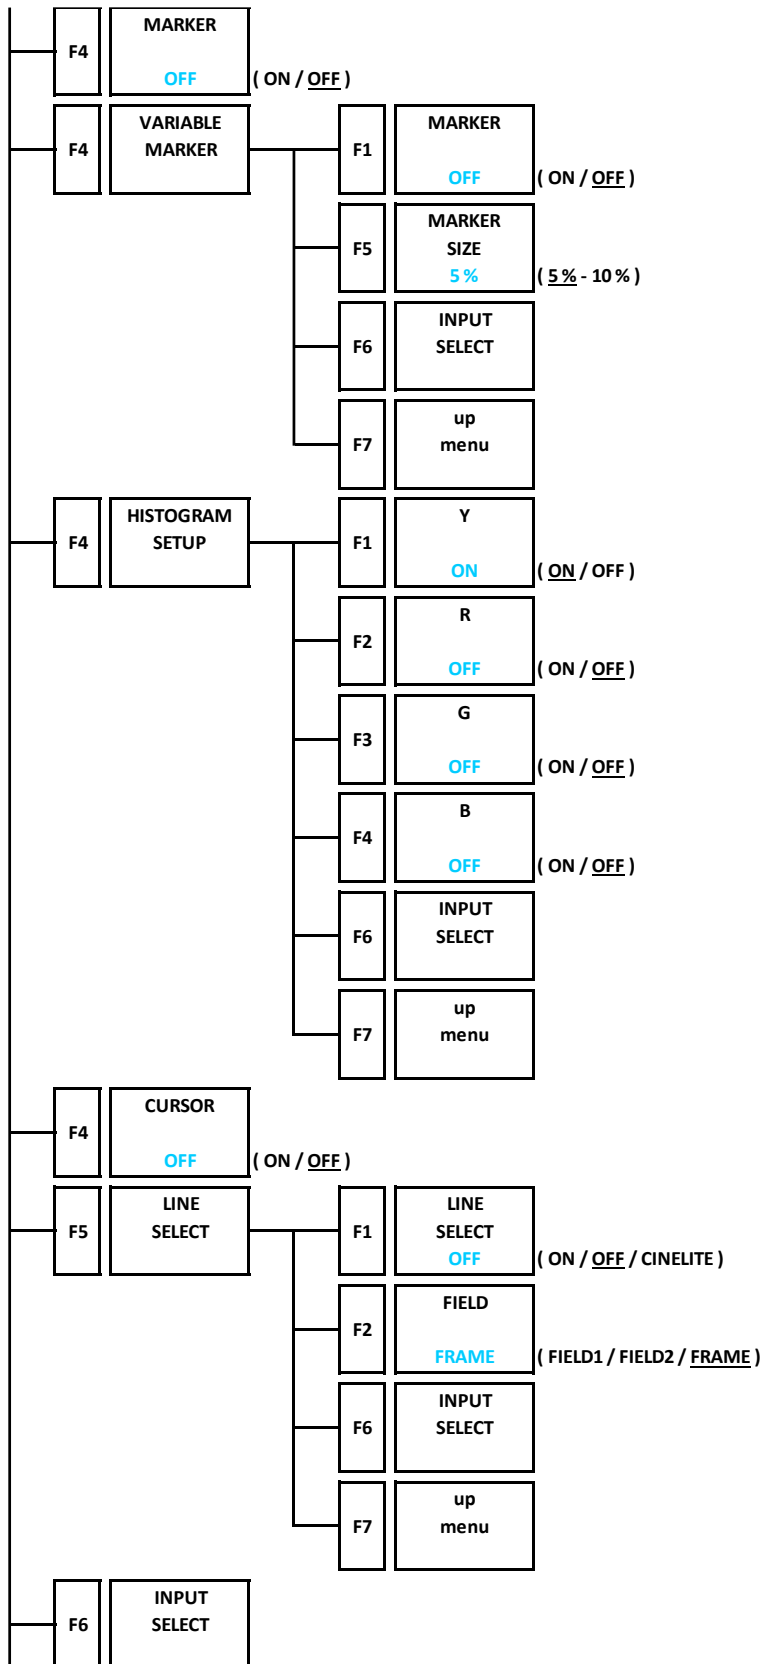 MARKER
F4
OFF ( ON / OFF )
VARIABLE
F4 MARKER
MARKER
F1
OFF ( ON / OFF )
MARKER
F5 SIZE
5 % ( 5 % - 10 % )
INPUT
F6 SELECT
up
F7 menu
HISTOGRAM
F4 SETUP
Y
F1
ON ( ON / OFF )
R
F2
OFF ( ON / OFF )
G
F3
OFF ( ON / OFF )
B
F4
OFF ( ON / OFF )
INPUT
F6 SELECT
up
F7 menu
CURSOR
F4
OFF ( ON / OFF )
LINE
F5 SELECT
LINE
F1 SELECT
OFF ( ON / OFF / CINELITE )
FIELD
F2
FRAME ( FIELD1 / FIELD2 / FRAME )
INPUT
F6 SELECT
up
F7 menu
INPUT
F6 SELECT